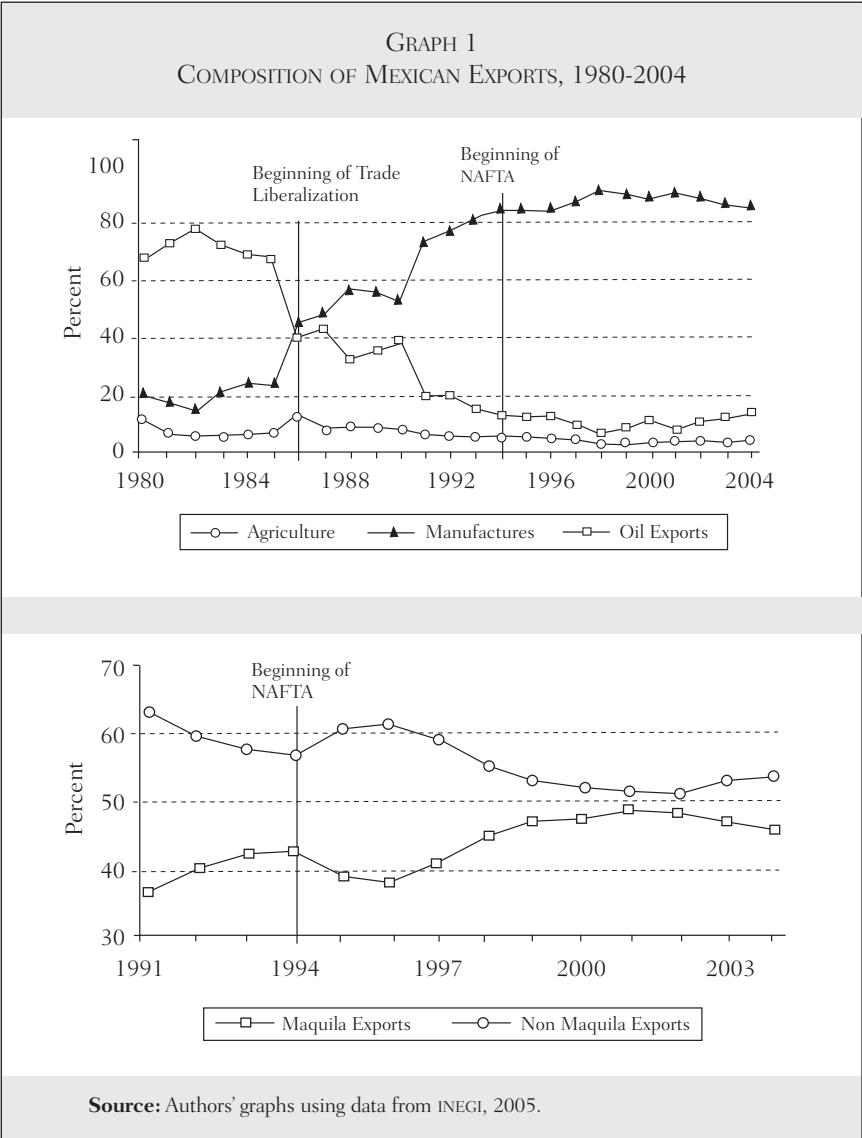 GRAPH 1
COMPOSITION OF MEXICAN EXPORTS, 1980-2004
Beginning of Trade
Liberalization
Beginning of
NAFTA
Percent
100
80
60
40
20
0
1980 1984 1988 1992 1996 2000 2004
Agriculture Manufactures Oil Exports
Beginning of
NAFTA
Percent
70
60
50
40
30
1991 1994 1997 2000 2003
Maquila Exports Non Maquila Exports
Source: Authors' graphs using data from INEGI, 2005.